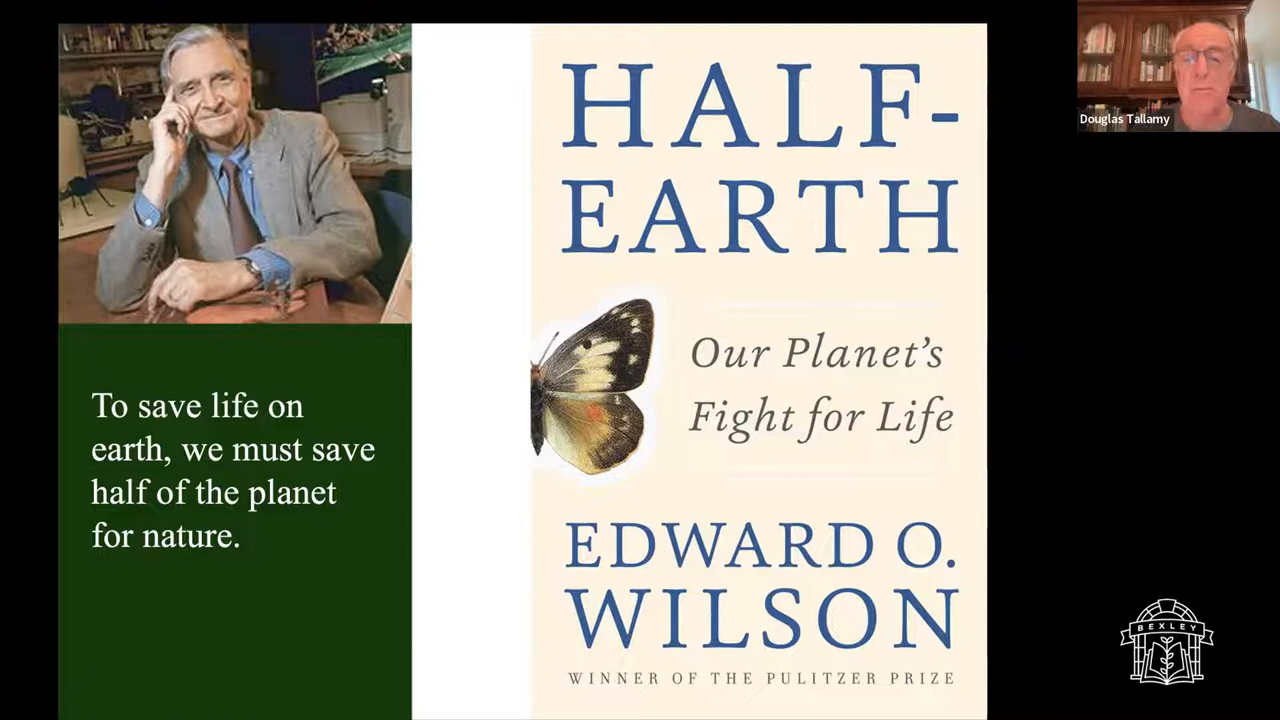 HALF-
EARTH
Our Planet's
Fight for Life
EDWARD O.
WILSON
WINNER OF THE PULITZER PRIZE
To save life on
earth, we must save
half of the planet
for nature.
Douglas Tallamy
BEXLEY